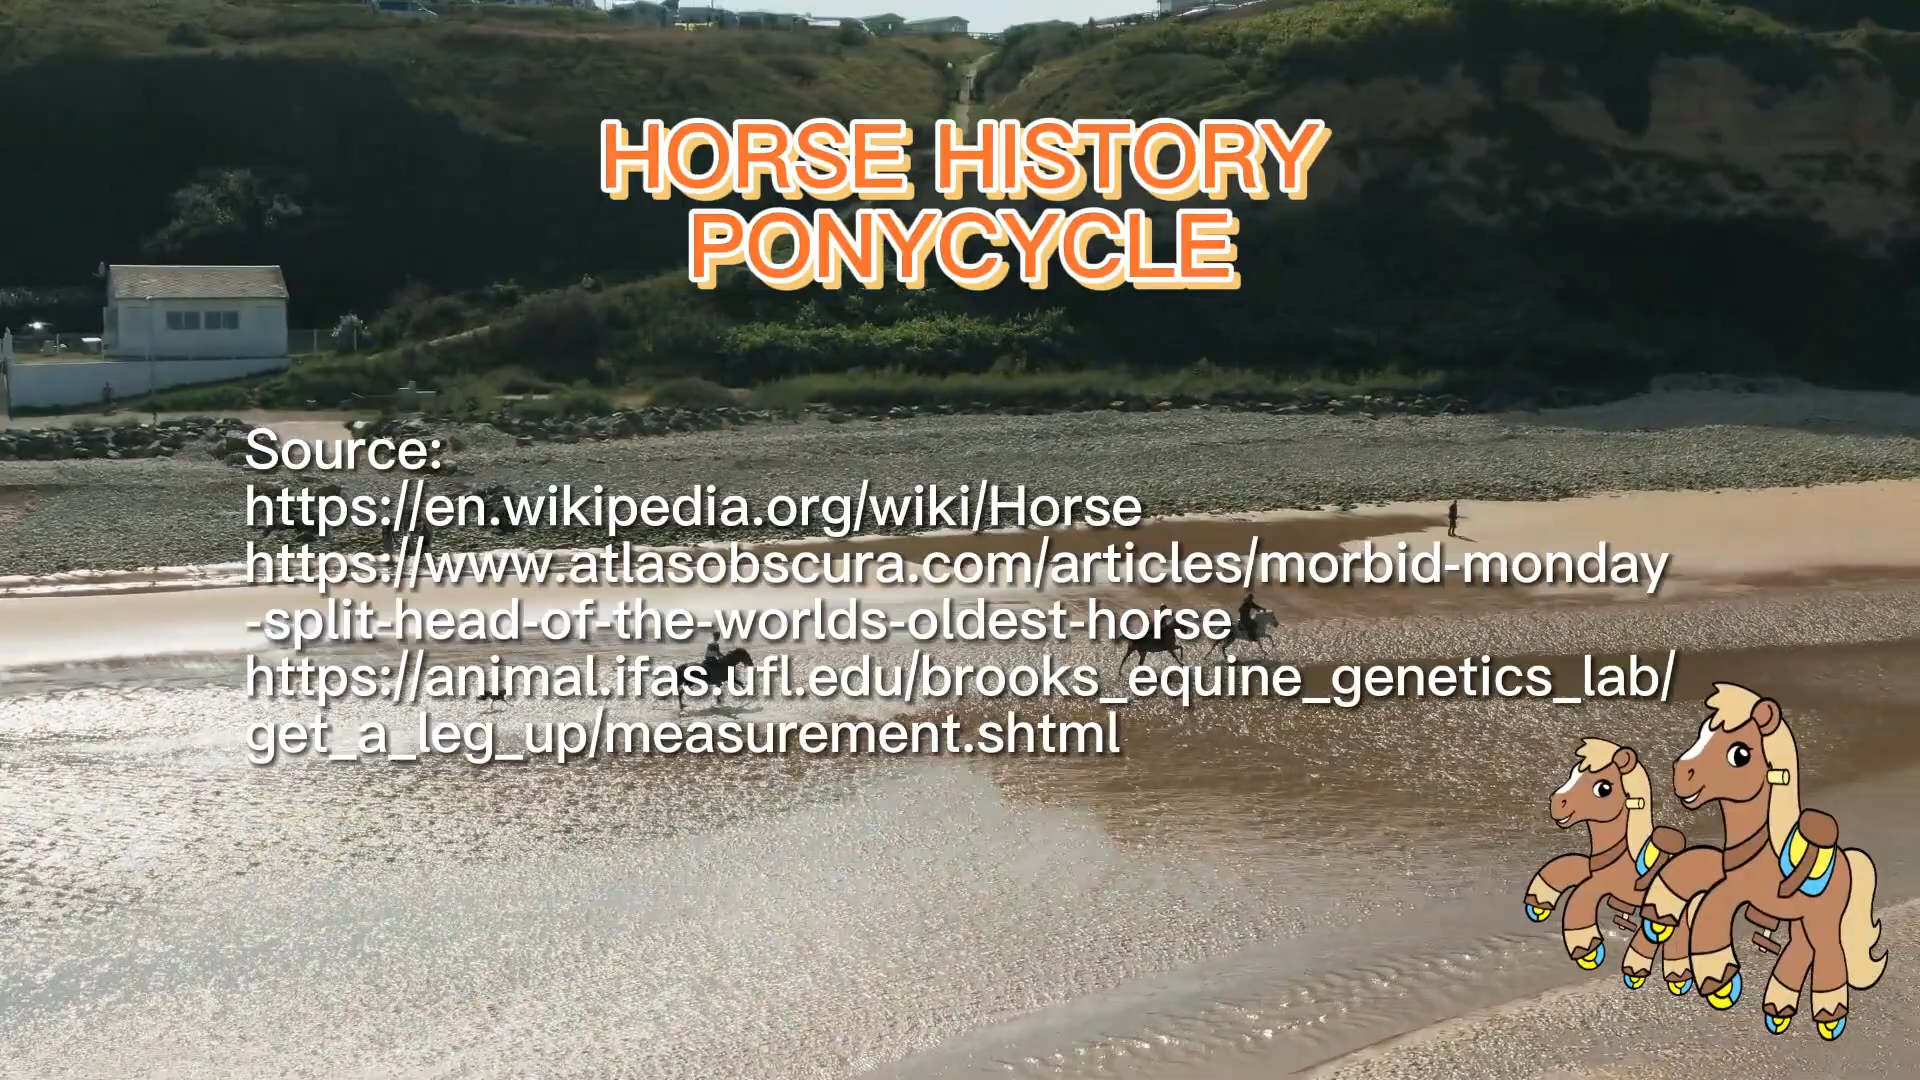 HORSE HISTORY
PONYCYCLE
Source:
https://en.wikipedia.org/wiki/Horse
https://www.atlasobscura.com/articles/morbid-monday
-split-head-of-the-worlds-oldest-horse
https://animal.ifas.ufl.edu/brooks_equine_genetics_lab/
get_a_leg_up/measurement.shtml